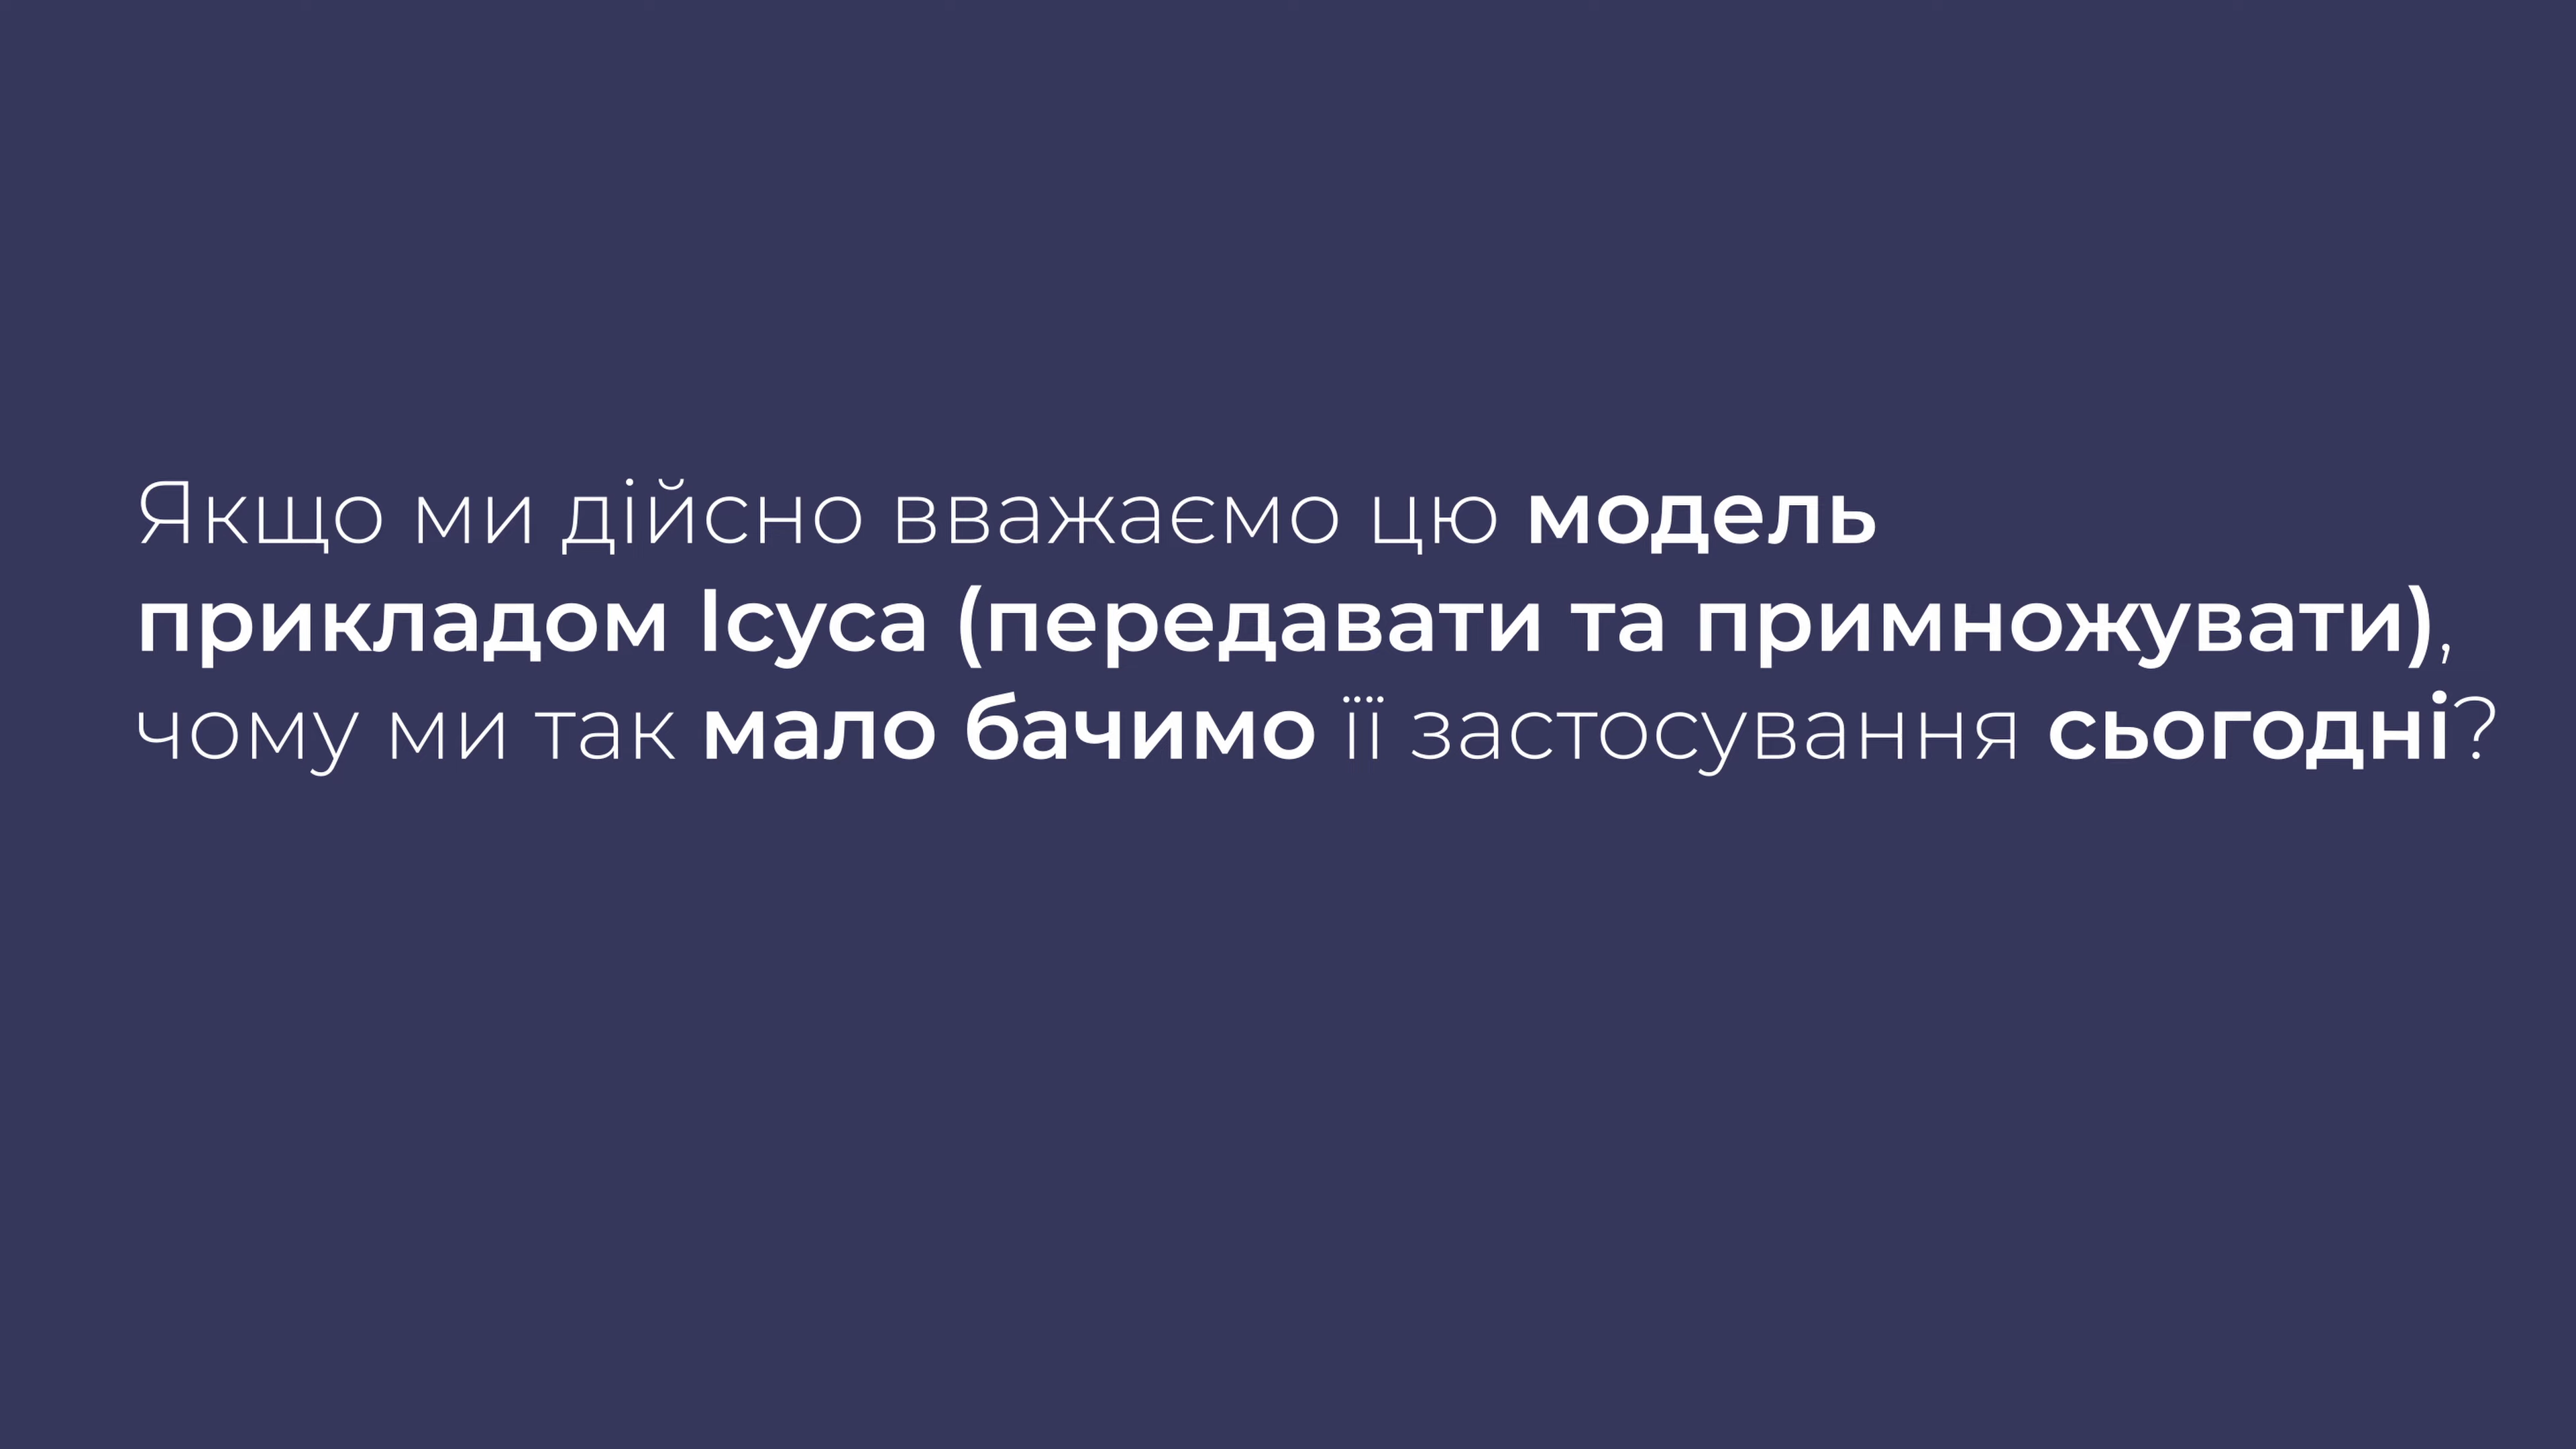 Якщо ми дійсно вважаємо цю модель
прикладом Ісуса (передавати та примножувати),
чому ми так мало бачимо її застосування сьогодні?